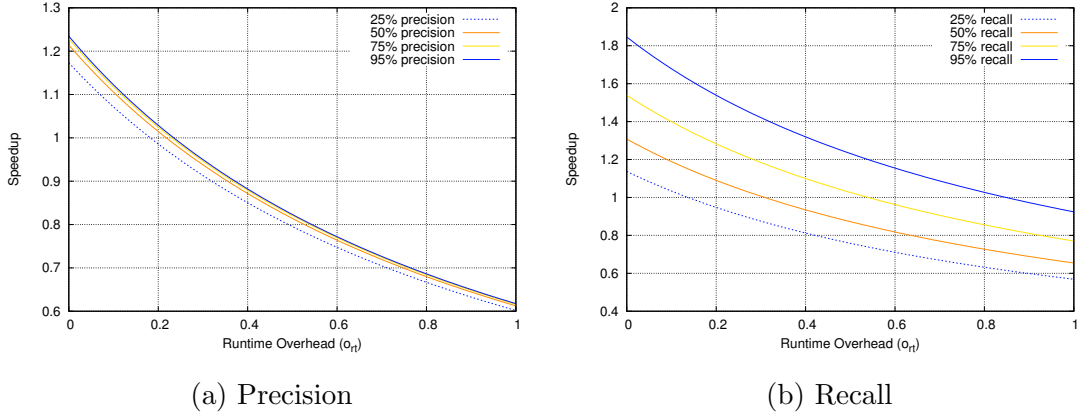 1.3
1.2
1.1
1
0.9
0.8
0.7
0.6
0 0.2 0.4 0.6 0.8 1
Speedup
Runtime Overhead (o_rt)
25% precision
50% precision
75% precision
95% precision
(a) Precision
2
1.8
1.6
1.4
1.2
1
0.8
0.6
0.4
0 0.2 0.4 0.6 0.8 1
Speedup
Runtime Overhead (o_rt)
25% recall
50% recall
75% recall
95% recall
(b) Recall